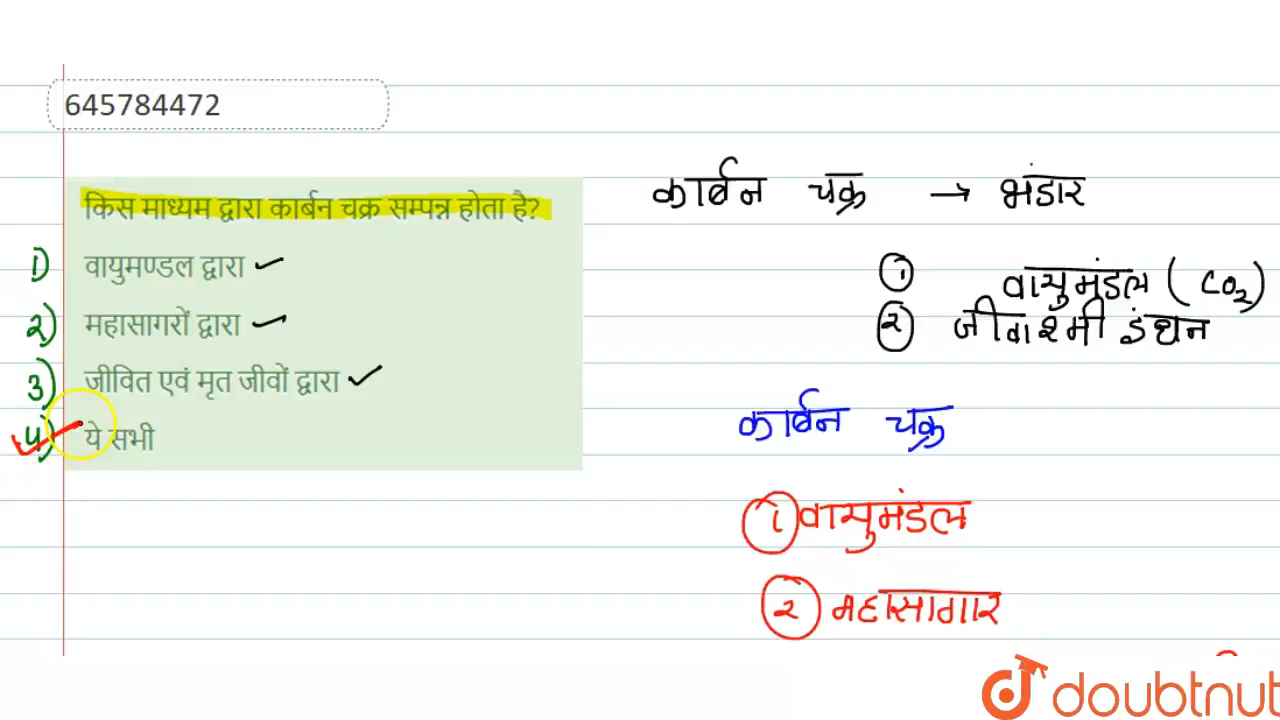 645784472
किस माध्यम द्वारा कार्बन चक्र सम्पन्न होता है?
1) वायुमण्डल द्वारा
2) महासागरों द्वारा
3) जीवित एवं मृत जीवों द्वारा
4) ये सभी
कार्बन चक्र → भंडार
① वायुमंडल (CO2)
② जीवाश्मी इंधन
कार्बन चक्र
① वायुमंडल
② महासागार
doubtnut